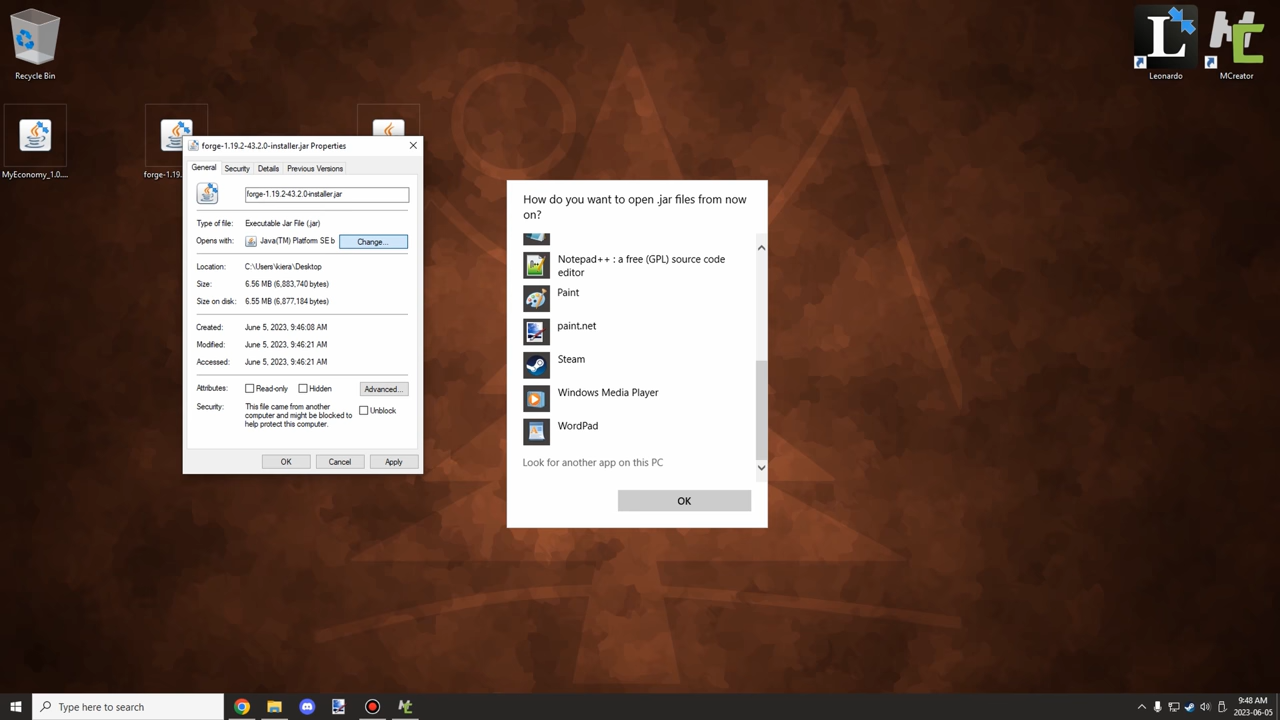 Recycle Bin
L
Leonardo
MCreator
MyEconomy_1.0....
forge-1.19.
forge-1.19.2-43.2.0-installer.jar Properties
General
Security
Details
Previous Versions
forge-1.19.2-43.2.0-installer.jar
Type of file:
Executable Jar File (.jar)
Opens with:
Java(TM) Platform SE b
Change...
Location:
C:\Users\kiera\Desktop
Size:
6.56 MB (6,883,740 bytes)
Size on disk:
6.55 MB (6,877,184 bytes)
Created:
June 5, 2023, 9:46:08 AM
Modified:
June 5, 2023, 9:46:21 AM
Accessed:
June 5, 2023, 9:46:21 AM
Attributes:
Read-only
Hidden
Advanced...
Security:
This file came from another
computer and might be blocked to
help protect this computer.
Unblock
OK
Cancel
Apply
How do you want to open .jar files from now
on?
Notepad++ : a free (GPL) source code
editor
Paint
paint.net
Steam
Windows Media Player
WordPad
Look for another app on this PC
OK
Type here to search
9:48 AM
2023-06-05